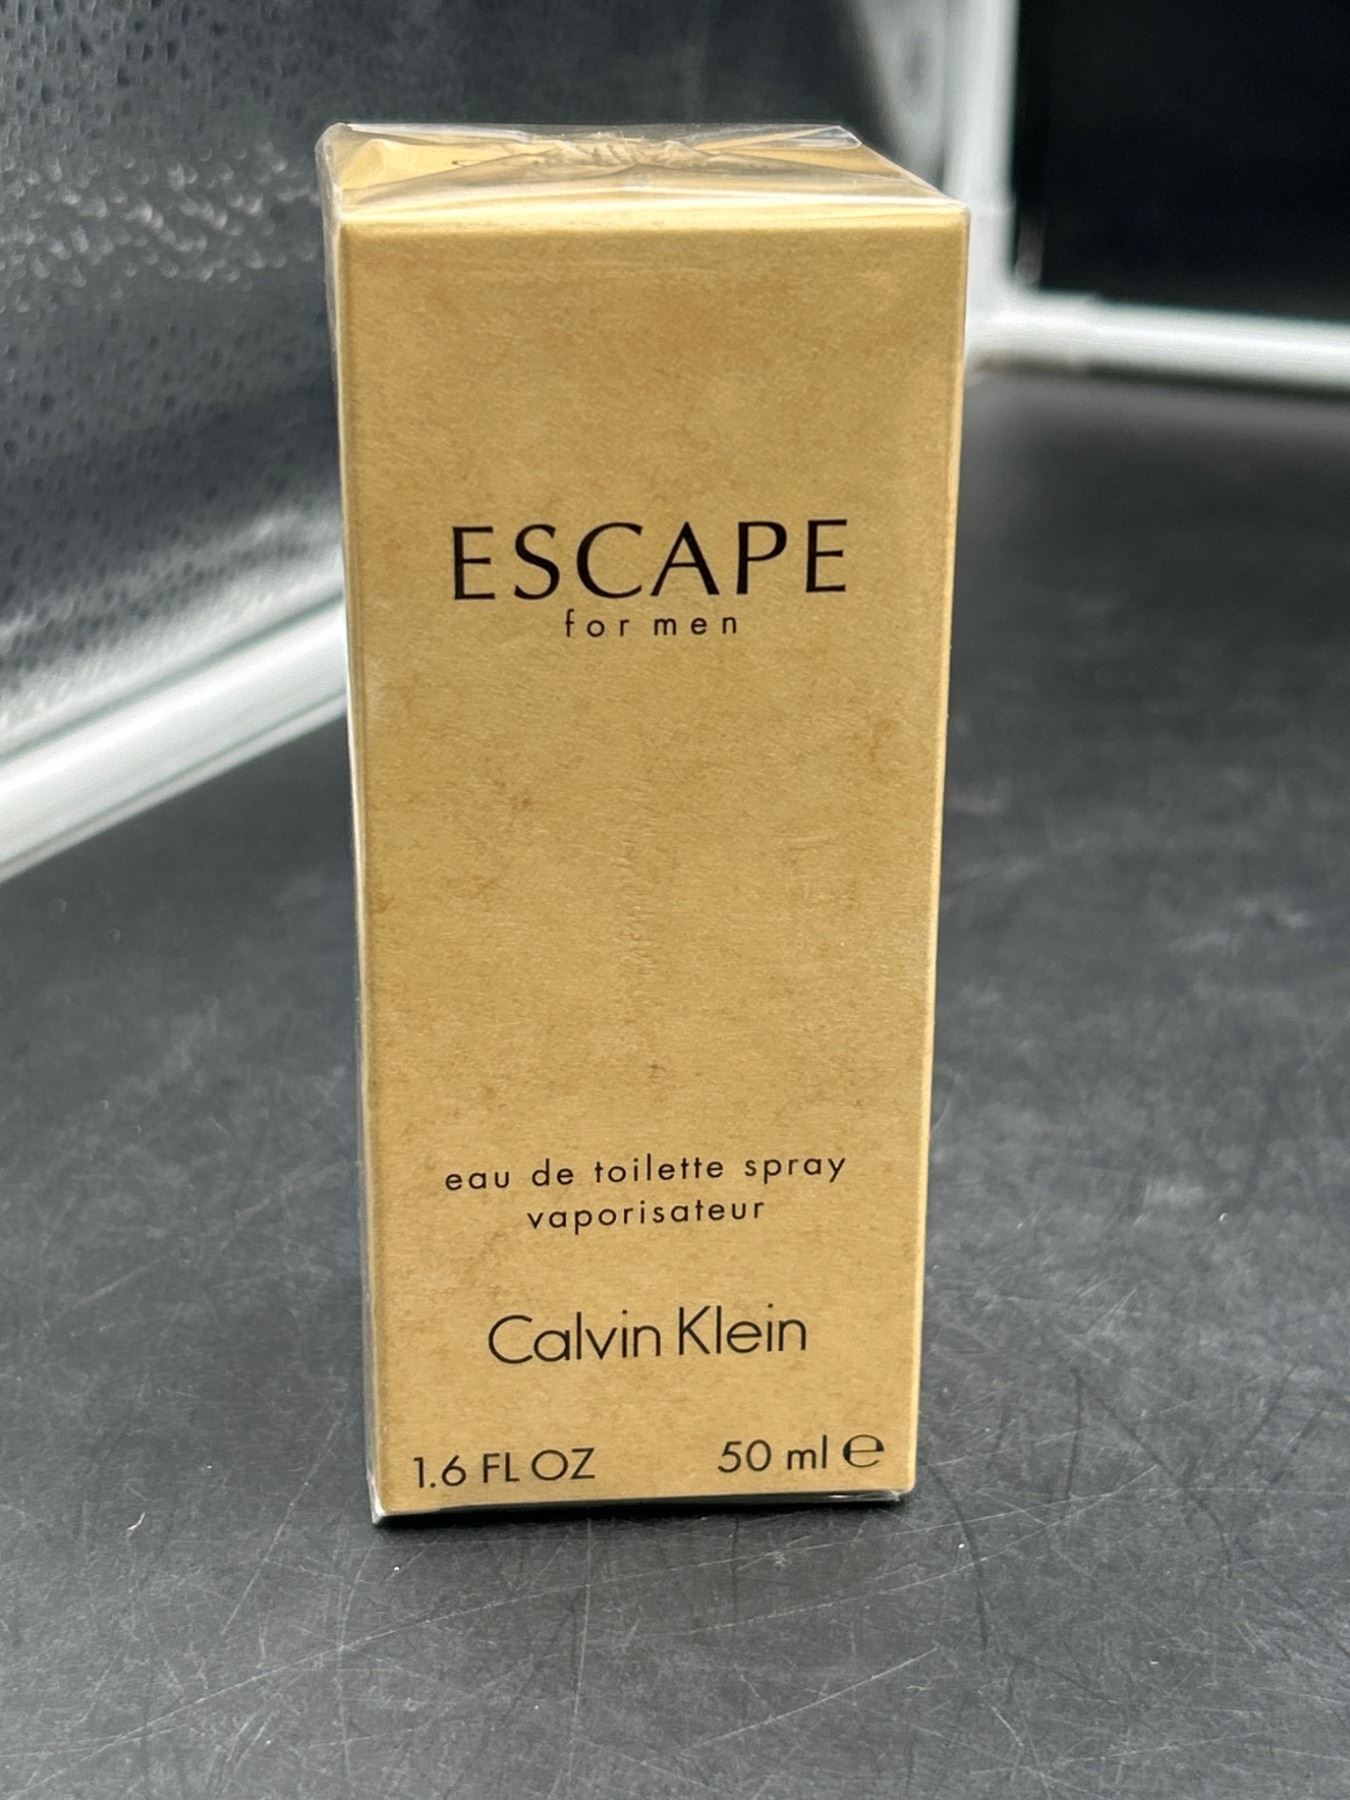 ESCAPE
for men
eau de toilette spray
vaporisateur
Calvin Klein
1.6 FL OZ 50 ml ℮